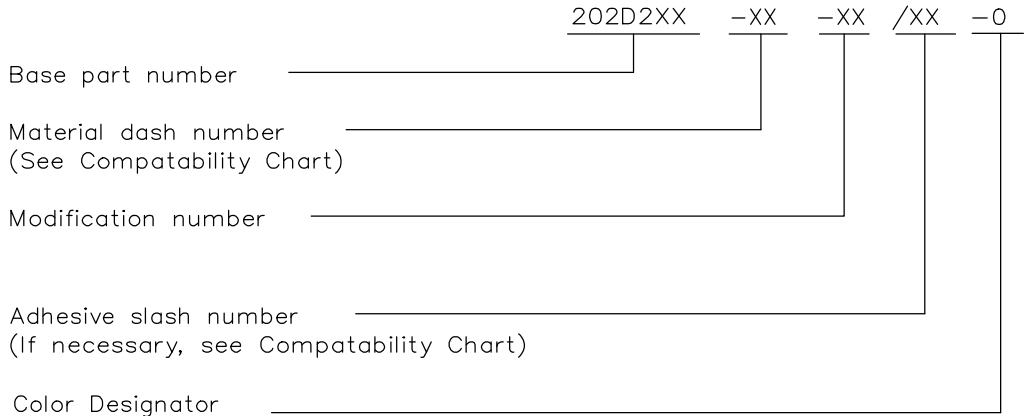 202D2XX -XX -XX /XX -0
Base part number
Material dash number
(See Compatability Chart)
Modification number
Adhesive slash number
(If necessary, see Compatability Chart)
Color Designator